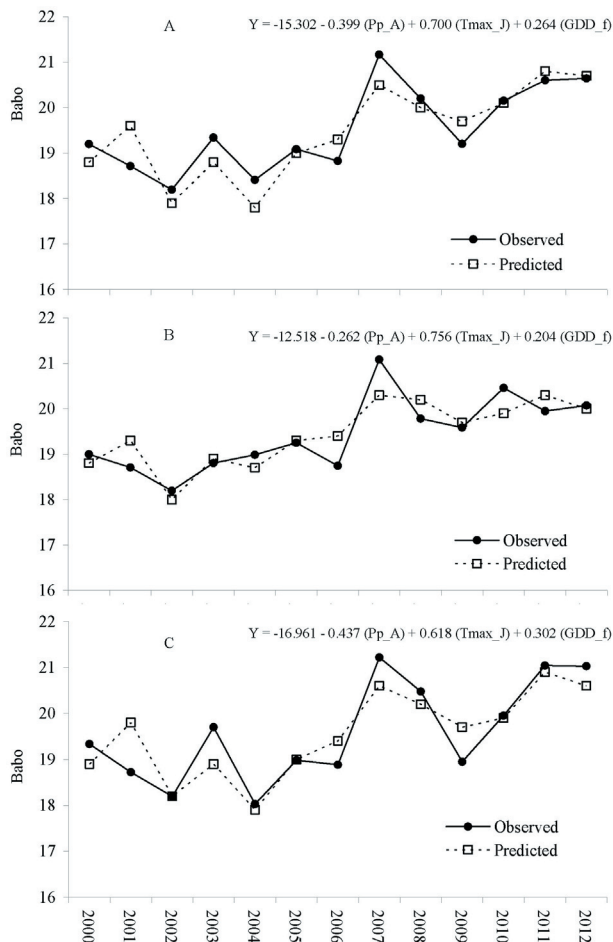 A Y = -15.302 - 0.399 (Pp_A) + 0.700 (Tmax_J) + 0.264 (GDD_f)
22
21
20
19
18
17
16
Babo
Observed
Predicted
B Y = -12.518 - 0.262 (Pp_A) + 0.756 (Tmax_J) + 0.204 (GDD_f)
22
21
20
19
18
17
16
Babo
Observed
Predicted
C Y = -16.961 - 0.437 (Pp_A) + 0.618 (Tmax_J) + 0.302 (GDD_f)
22
21
20
19
18
17
16
Babo
Observed
Predicted
2000
2001
2002
2003
2004
2005
2006
2007
2008
2009
2010
2011
2012